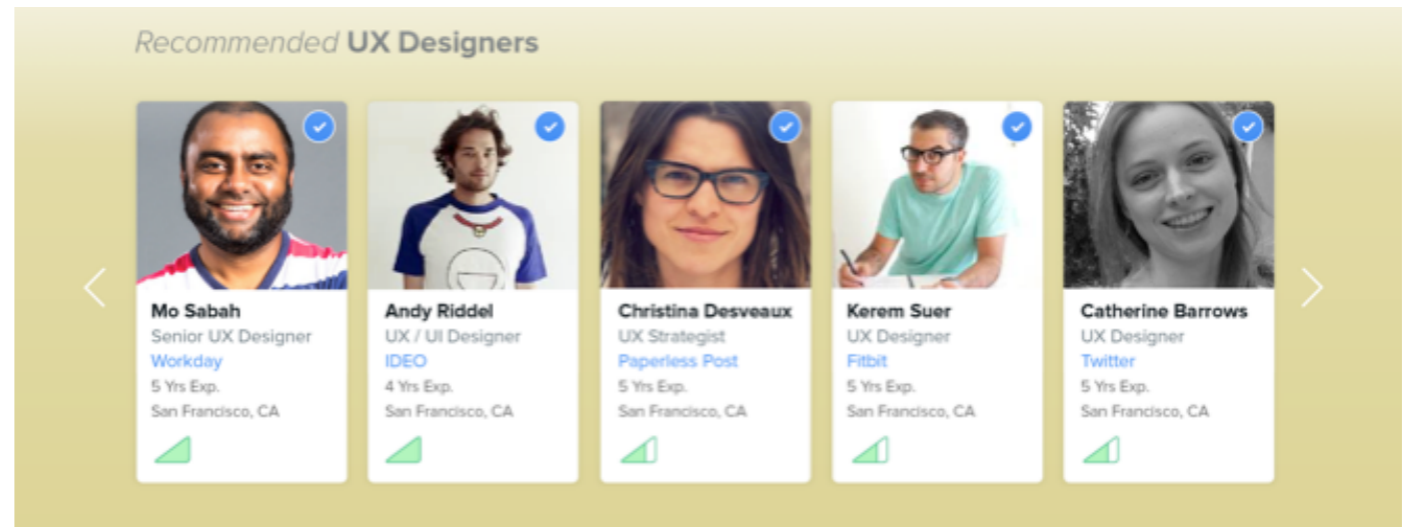 Recommended UX Designers
Mo Sabah
Senior UX Designer
Workday
5 Yrs Exp.
San Francisco, CA
Andy Riddel
UX / UI Designer
IDEO
4 Yrs Exp.
San Francisco, CA
Christina Desveaux
UX Strategist
Paperless Post
5 Yrs Exp.
San Francisco, CA
Kerem Suer
UX Designer
Fitbit
5 Yrs Exp.
San Francisco, CA
Catherine Barrows
UX Designer
Twitter
5 Yrs Exp.
San Francisco, CA